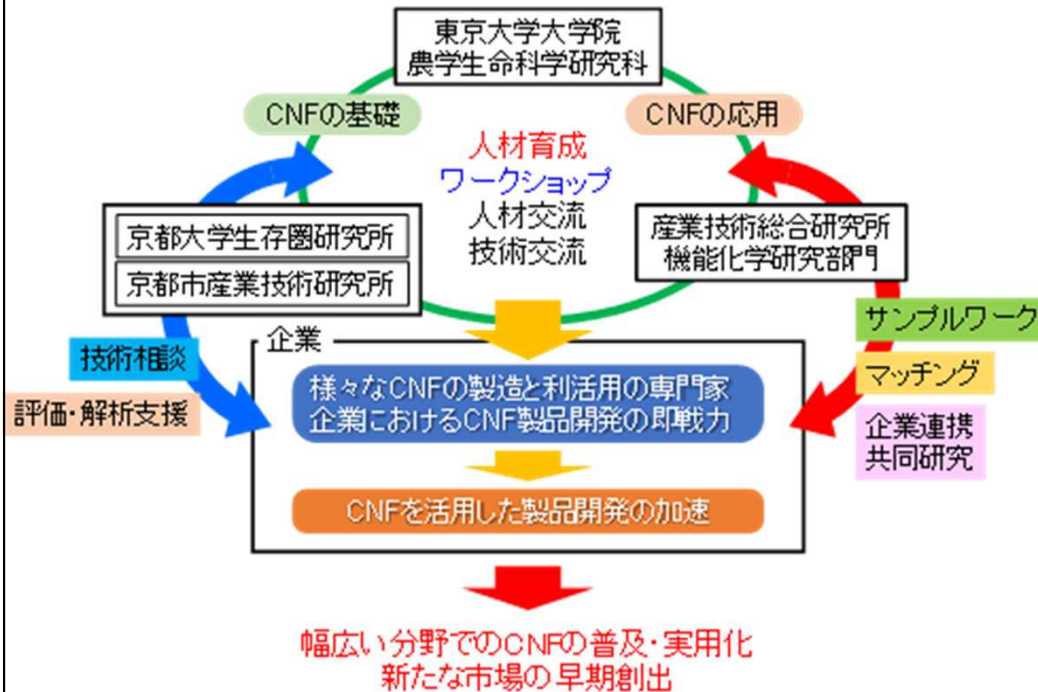 東京大学大学院
農学生命科学研究科
CNFの基礎
CNFの応用
人材育成
ワークショップ
人材交流
技術交流
京都大学生存圏研究所
京都市産業技術研究所
産業技術総合研究所
機能化学研究部門
サンプルワーク
マッチング
企業連携
共同研究
技術相談
評価・解析支援
企業
様々なCNFの製造と利活用の専門家
企業におけるCNF製品開発の即戦力
CNFを活用した製品開発の加速
幅広い分野でのCNFの普及・実用化
新たな市場の早期創出